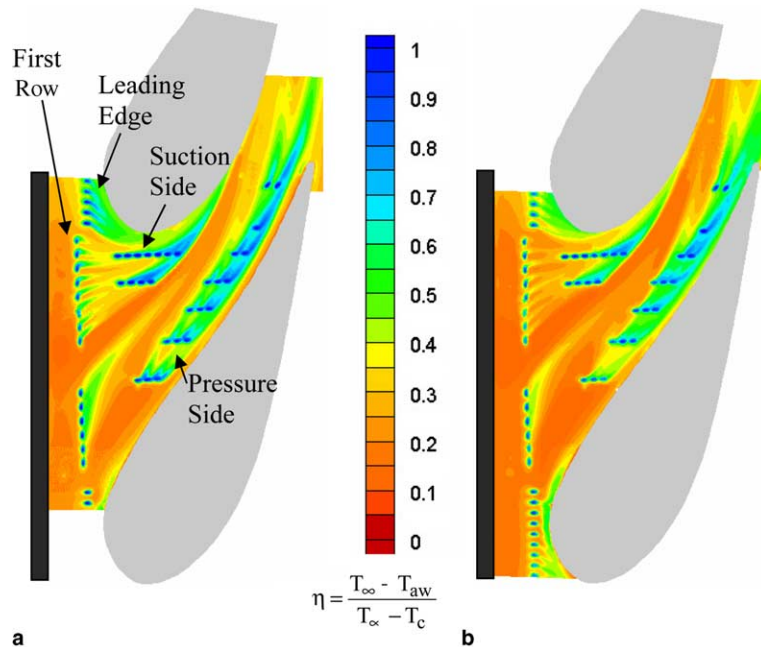 First
Row
Leading
Edge
Suction
Side
Pressure
Side
1
0.9
0.8
0.7
0.6
0.5
0.4
0.3
0.2
0.1
0
η = T∞ - Taw
T∝ – Tc
a
b